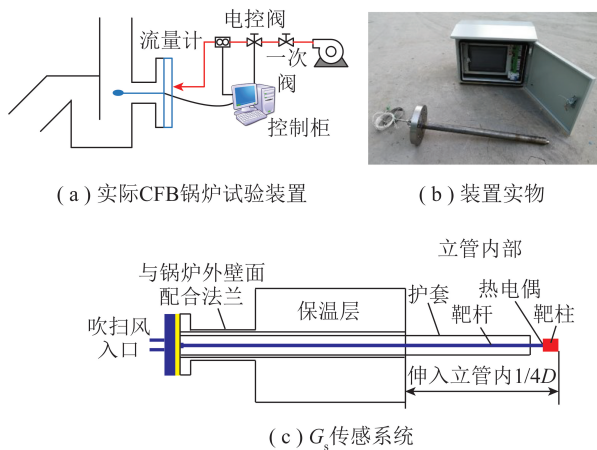 电控阀
流量计
一次
阀
控制柜
( a ) 实际CFB锅炉试验装置
( b ) 装置实物
立管内部
与锅炉外壁面
配合法兰
保温层
护套
热电偶
靶杆
靶柱
吹扫风
入口
伸入立管内1/4D
( c ) Gs传感系统